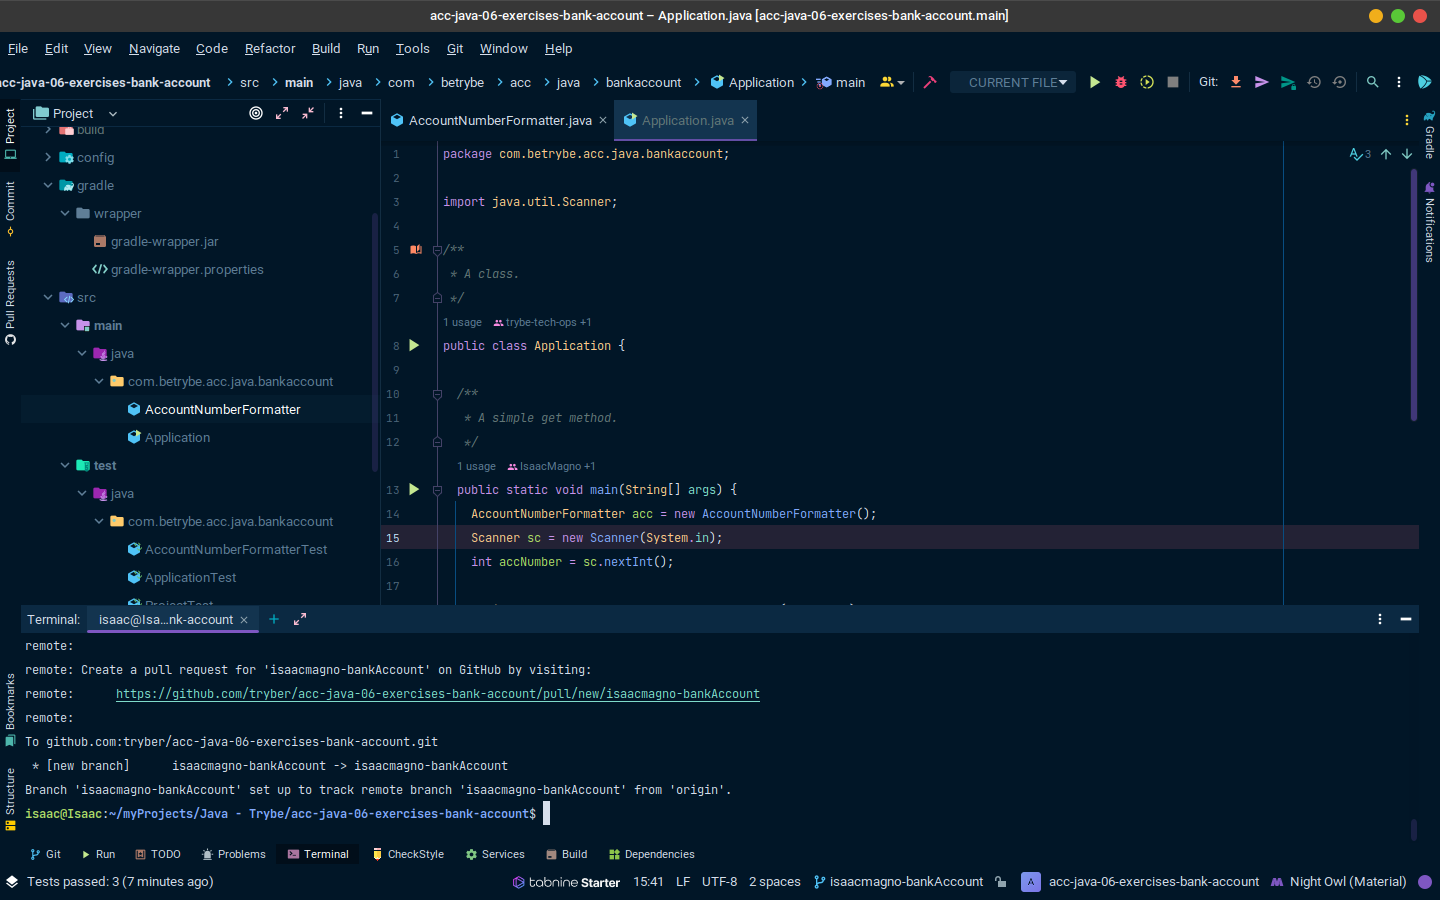 acc-java-06-exercises-bank-account – Application.java [acc-java-06-exercises-bank-account.main]
File Edit View Navigate Code Refactor Build Run Tools Git Window Help
acc-java-06-exercises-bank-account src main java com betrybe acc java bankaccount Application main CURRENT FILE Git:
Project
build
config
gradle
wrapper
gradle-wrapper.jar
gradle-wrapper.properties
src
main
java
com.betrybe.acc.java.bankaccount
AccountNumberFormatter
Application
test
java
com.betrybe.acc.java.bankaccount
AccountNumberFormatterTest
ApplicationTest
ProjectTest
Project
Commit
Pull Requests
Bookmarks
Structure
AccountNumberFormatter.java Application.java
3
1 package com.betrybe.acc.java.bankaccount;
2
3 import java.util.Scanner;
4
5 /**
6 * A class.
7 */
1 usage trybe-tech-ops +1
8 public class Application {
9
10 /**
11 * A simple get method.
12 */
1 usage IsaacMagno +1
13 public static void main(String[] args) {
14 AccountNumberFormatter acc = new AccountNumberFormatter();
15 Scanner sc = new Scanner(System.in);
16 int accNumber = sc.nextInt();
17
Gradle
Notifications
Terminal: isaac@Isa...nk-account
remote:
remote: Create a pull request for 'isaacmagno-bankAccount' on GitHub by visiting:
remote: https://github.com/tryber/acc-java-06-exercises-bank-account/pull/new/isaacmagno-bankAccount
remote:
To github.com:tryber/acc-java-06-exercises-bank-account.git
* [new branch] isaacmagno-bankAccount -> isaacmagno-bankAccount
Branch 'isaacmagno-bankAccount' set up to track remote branch 'isaacmagno-bankAccount' from 'origin'.
isaac@Isaac:~/myProjects/Java - Trybe/acc-java-06-exercises-bank-account$
Git Run TODO Problems Terminal CheckStyle Services Build Dependencies
Tests passed: 3 (7 minutes ago) tabnine Starter 15:41 LF UTF-8 2 spaces isaacmagno-bankAccount A acc-java-06-exercises-bank-account Night Owl (Material)